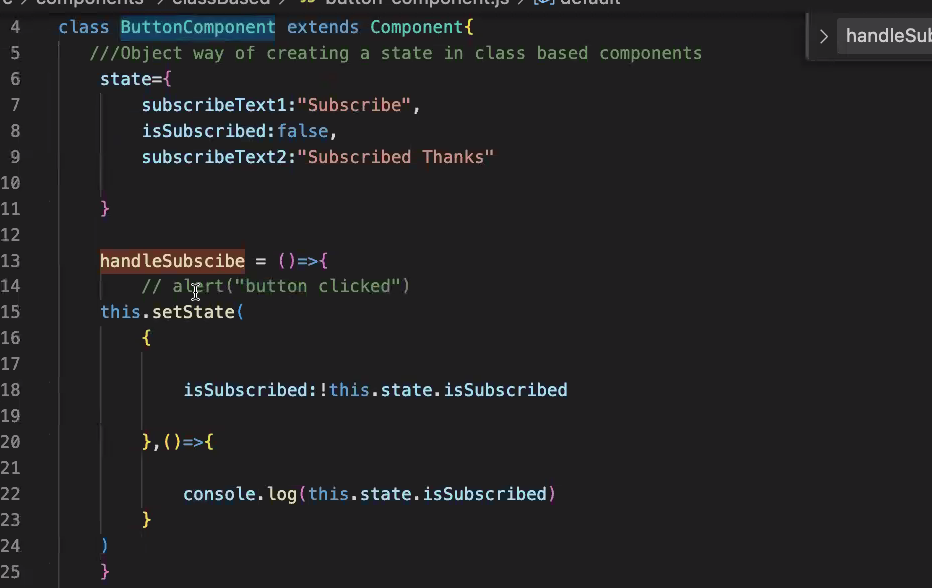 components > classBased > button-component.js > default
4 class ButtonComponent extends Component{
> handleSub
5 ///Object way of creating a state in class based components
6 state={
7 subscribeText1:"Subscribe",
8 isSubscribed:false,
9 subscribeText2:"Subscribed Thanks"
10
11 }
12
13 handleSubscibe = ()=>{
14 // alert("button clicked")
15 this.setState(
16 {
17
18 isSubscribed:!this.state.isSubscribed
19
20 },()=>{
21
22 console.log(this.state.isSubscribed)
23 }
24 )
25 }